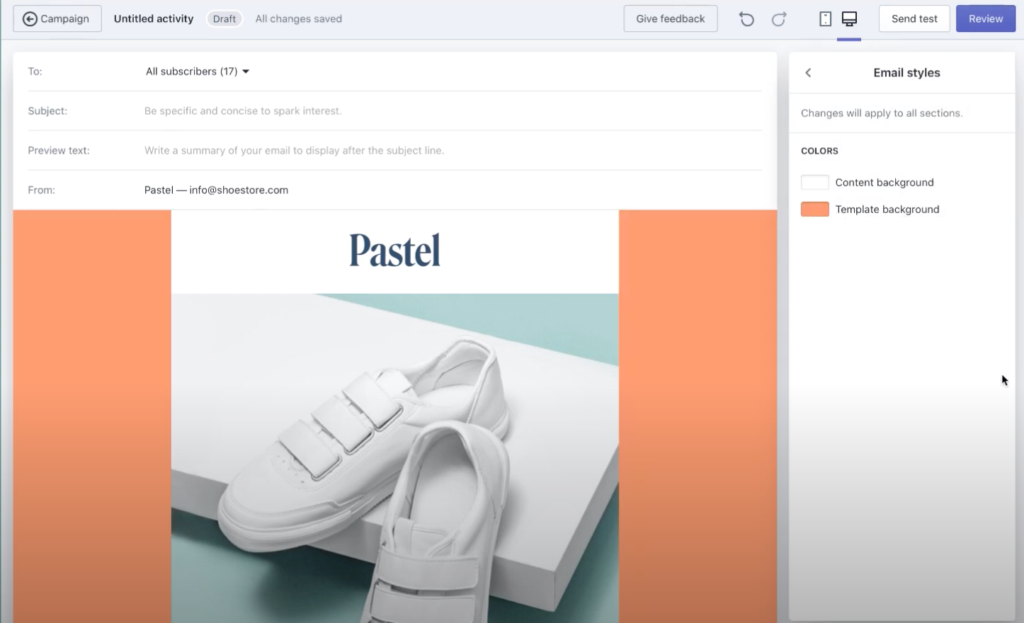 Campaign Untitled activity Draft All changes saved Give feedback Send test Review
To: All subscribers (17)
Subject: Be specific and concise to spark interest.
Preview text: Write a summary of your email to display after the subject line.
From: Pastel — info@shoestore.com
Pastel
Email styles
Changes will apply to all sections.
COLORS
Content background
Template background